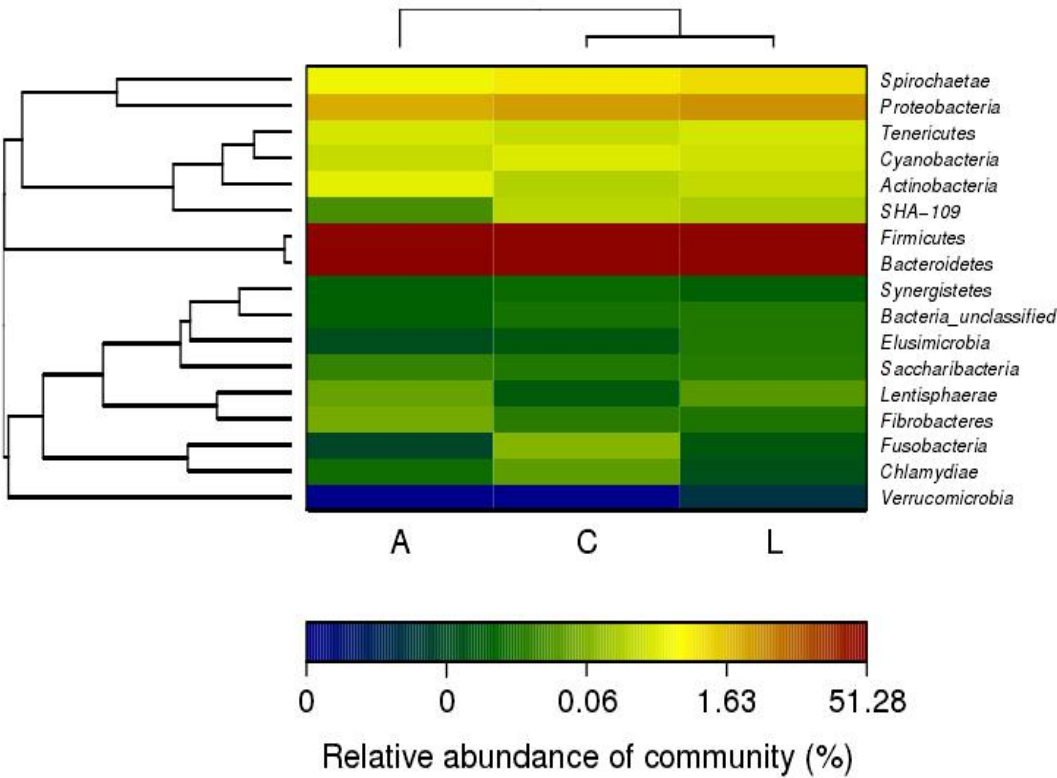 Spirochaetae
Proteobacteria
Tenericutes
Cyanobacteria
Actinobacteria
SHA−109
Firmicutes
Bacteroidetes
Synergistetes
Bacteria_unclassified
Elusimicrobia
Saccharibacteria
Lentisphaerae
Fibrobacteres
Fusobacteria
Chlamydiae
Verrucomicrobia
A C L
0 0 0.06 1.63 51.28
Relative abundance of community (%)